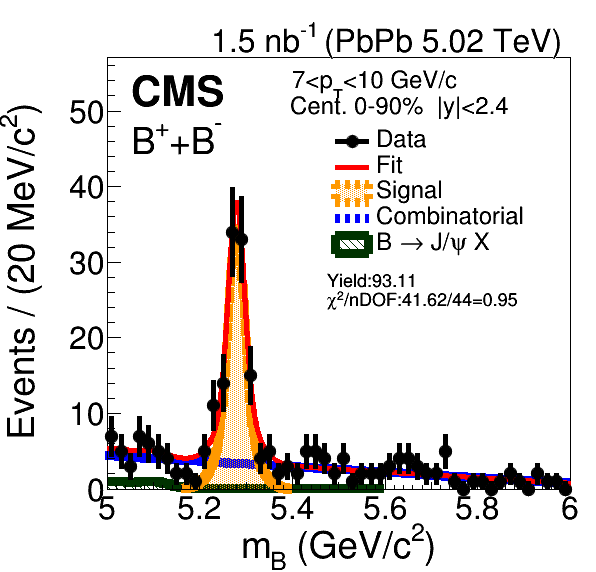 1.5 nb⁻¹ (PbPb 5.02 TeV)
CMS
B⁺+B⁻
7<p_T<10 GeV/c
Cent. 0-90% |y|<2.4
Data
Fit
Signal
Combinatorial
B → J/ψ X
Yield:93.11
χ²/nDOF:41.62/44=0.95
Events / (20 MeV/c²)
50
40
30
20
10
0
5 5.2 5.4 5.6 5.8 6
m_B (GeV/c²)